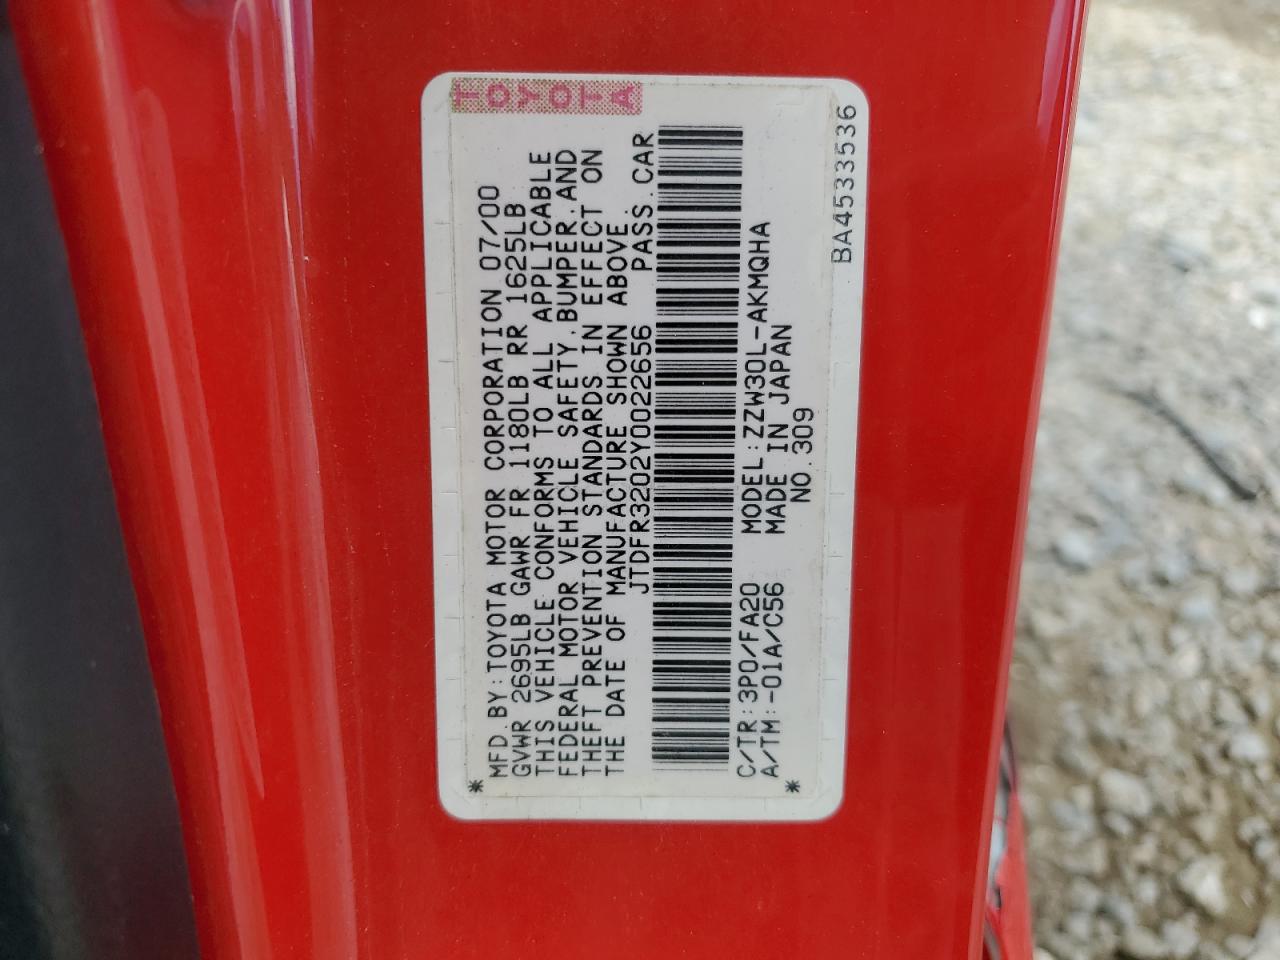 TOYOTA
MFD.BY:TOYOTA MOTOR CORPORATION 07/00
GVWR 2695LB GAWR FR 1180LB RR 1625LB
THIS VEHICLE CONFORMS TO ALL APPLICABLE
FEDERAL MOTOR VEHICLE SAFETY,BUMPER,AND
THEFT PREVENTION STANDARDS IN EFFECT ON
THE DATE OF MANUFACTURE SHOWN ABOVE.
JTDFR3202Y0022656 PASS.CAR
C/TR:3P0/FA20 MODEL:ZZW30L-AKMQHA
A/TM:-01A/C56 MADE IN JAPAN
* NO.309 *
BA4533536